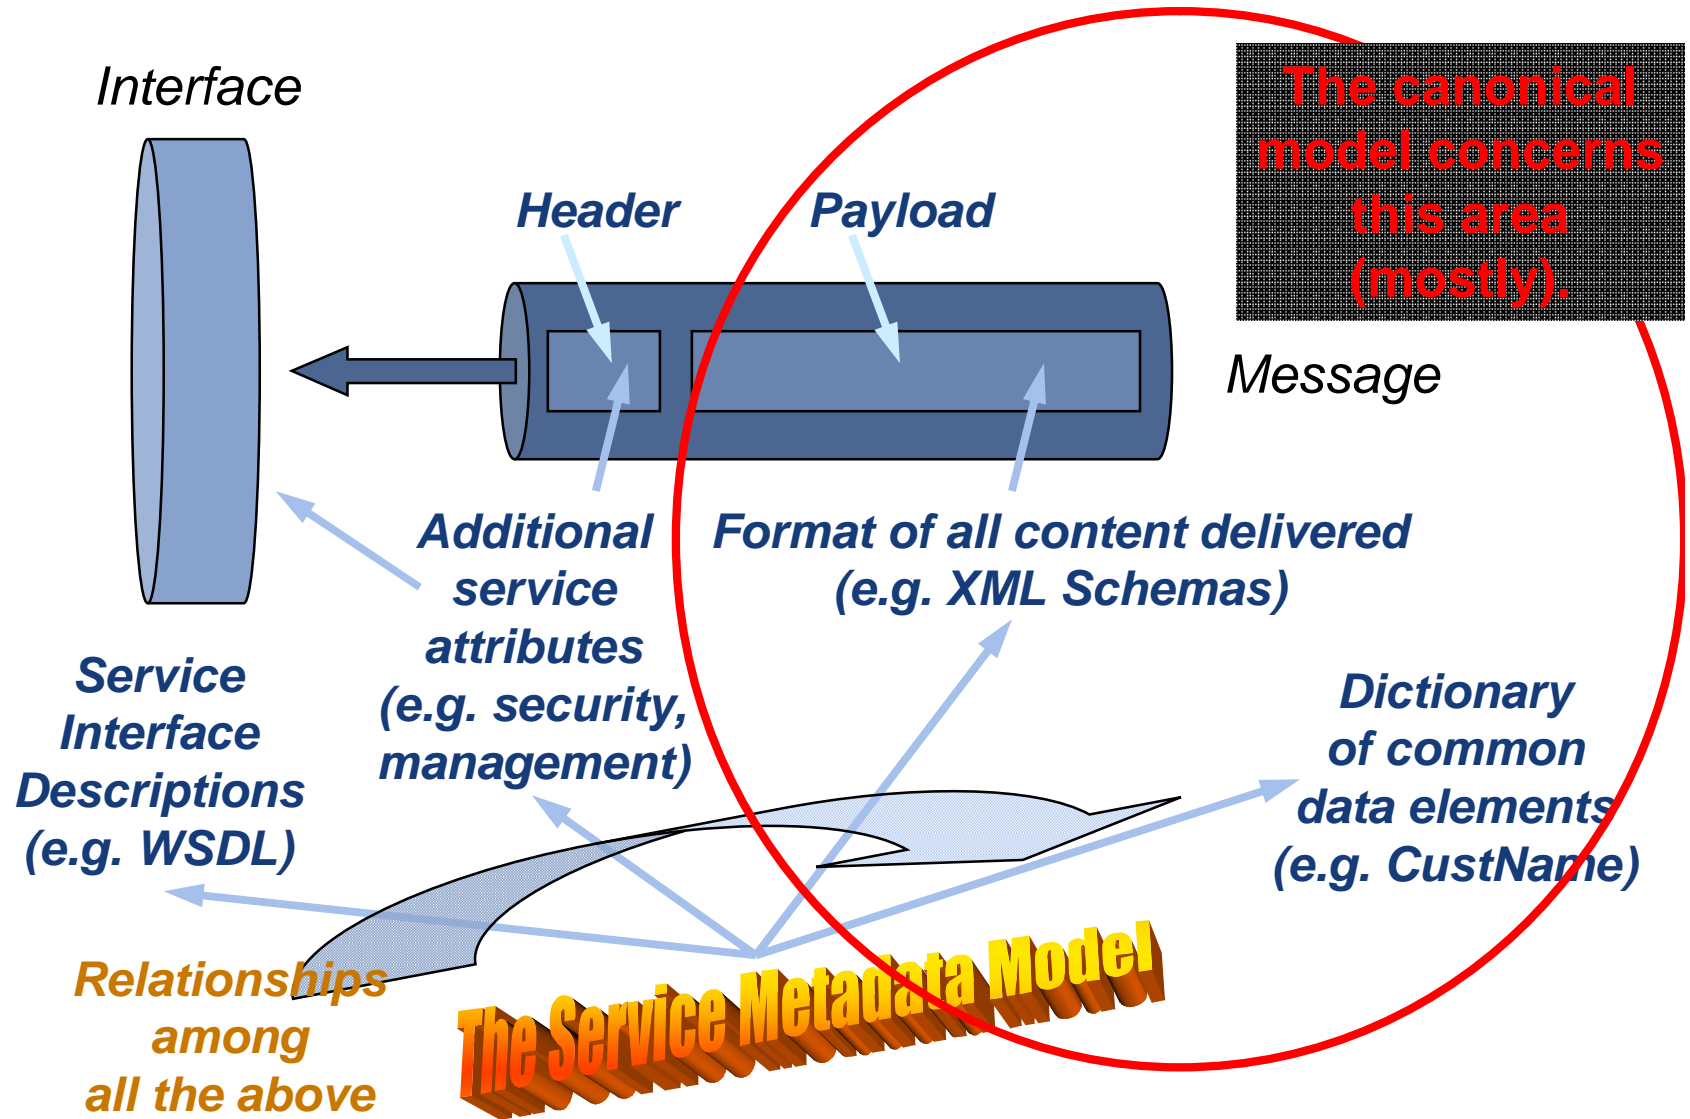 Interface
The canonical
model concerns
this area
(mostly).
Header
Payload
Message
Additional
service
attributes
(e.g. security,
management)
Format of all content delivered
(e.g. XML Schemas)
Service
Interface
Descriptions
(e.g. WSDL)
Dictionary
of common
data elements
(e.g. CustName)
Relationships
among
all the above
The Service Metadata Model